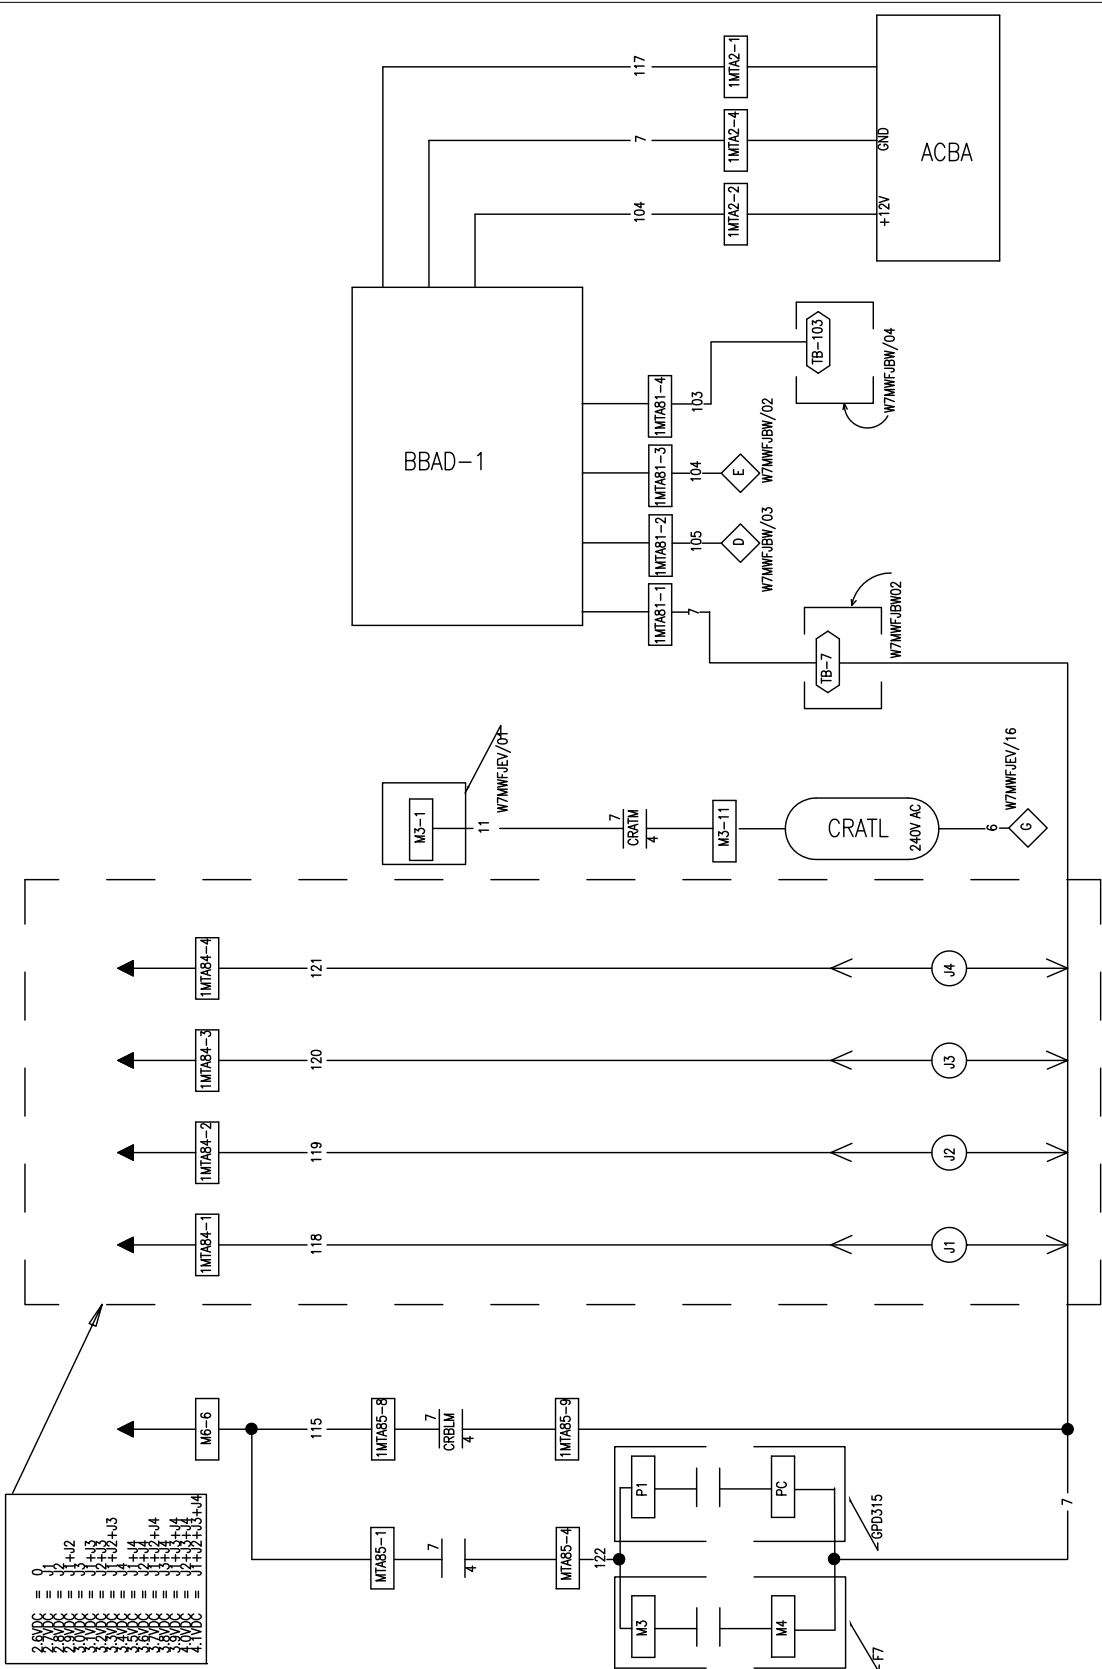 117
1MTA2-1
7
1MTA2-4
GND
ACBA
104
1MTA2-2
+12V
BBAD-1
1MTA81-4
103
TB-103
W7MWFJBW/04
1MTA81-3
104
E
W7MWFJBW/02
1MTA81-2
105
D
W7MWFJBW/03
1MTA81-1
7
TB-7
W7MWFJBW02
M3-1
11
W7MWFJEV/01
7
CRATM
4
M3-11
CRATL
240V AC
6
G
W7MWFJEV/16
1MTA84-4
121
J4
1MTA84-3
120
J3
1MTA84-2
119
J2
1MTA84-1
118
J1
M6-6
115
1MTA85-8
7
CRBLM
4
1MTA85-9
P1
PC
GPD315
7
MTA85-1
7
4
MTA85-4
122
M3
M4
F7
2.6VDC = 0
2.7VDC = J1
2.8VDC = J2
2.9VDC = J1+J2
3.0VDC = J3
3.1VDC = J1+J3
3.2VDC = J2+J3
3.3VDC = J1+J2+J3
3.4VDC = J4
3.5VDC = J1+J4
3.6VDC = J2+J4
3.7VDC = J1+J2+J4
3.8VDC = J3+J4
3.9VDC = J1+J3+J4
4.0VDC = J2+J3+J4
4.1VDC = J1+J2+J3+J4